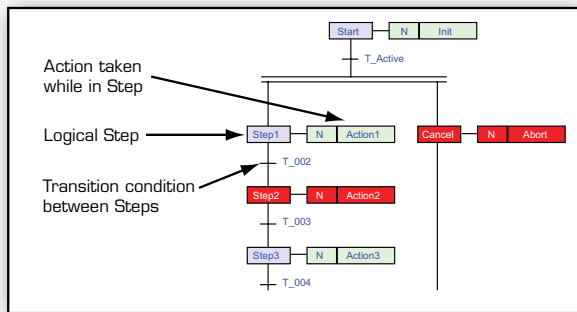 Start N Init
T_Active
Action taken
while in Step
Logical Step
Step1 N Action1
Cancel N Abort
T_002
Transition condition
between Steps
Step2 N Action2
T_003
Step3 N Action3
T_004